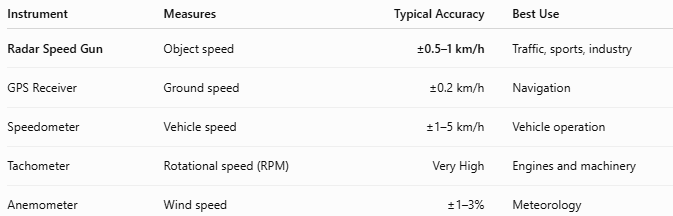 Instrument Measures Typical Accuracy Best Use
Radar Speed Gun Object speed ±0.5–1 km/h Traffic, sports, industry
GPS Receiver Ground speed ±0.2 km/h Navigation
Speedometer Vehicle speed ±1–5 km/h Vehicle operation
Tachometer Rotational speed (RPM) Very High Engines and machinery
Anemometer Wind speed ±1–3% Meteorology